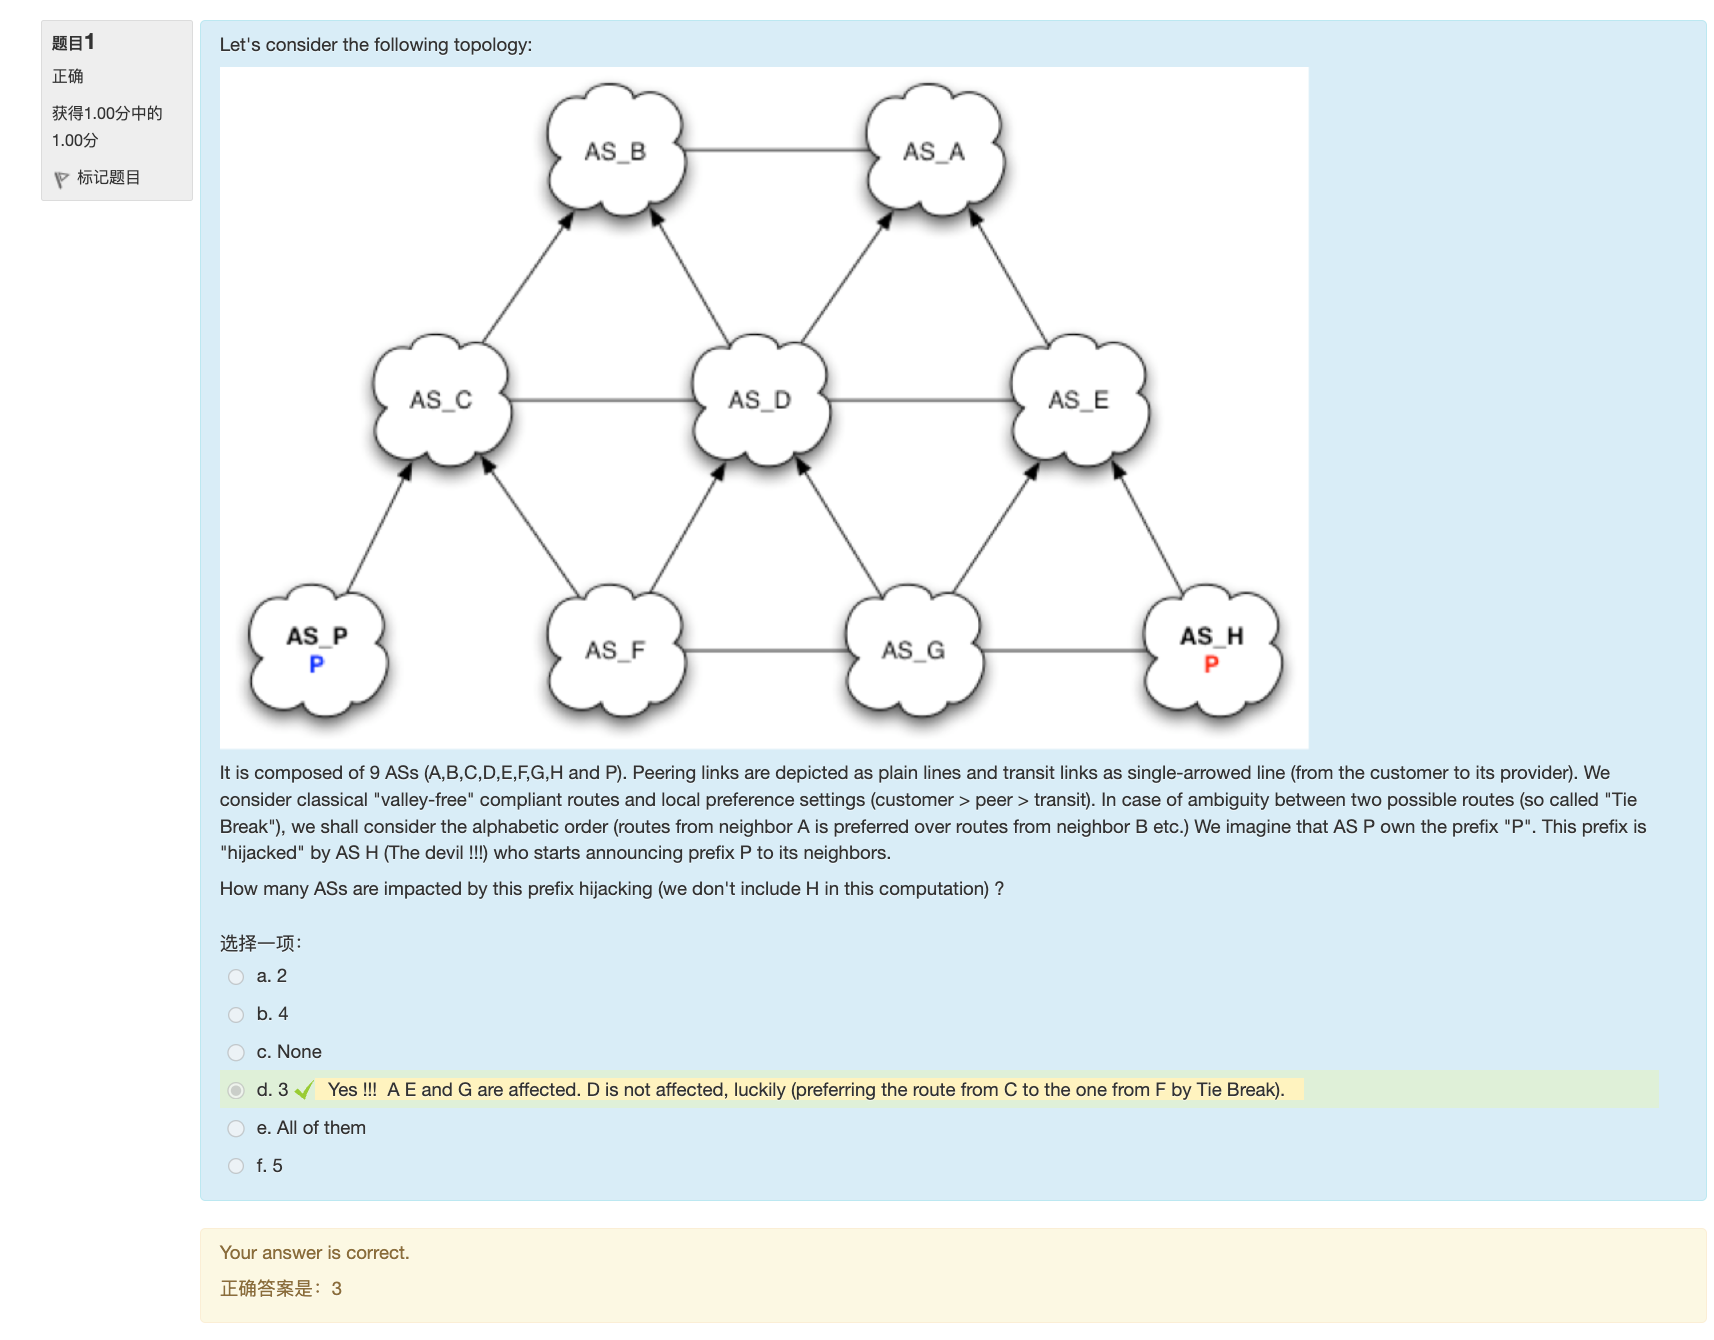 题目1
正确
获得1.00分中的
1.00分
标记题目
Let's consider the following topology:
AS_B
AS_A
AS_C
AS_D
AS_E
AS_P
P
AS_F
AS_G
AS_H
P
It is composed of 9 ASs (A,B,C,D,E,F,G,H and P). Peering links are depicted as plain lines and transit links as single-arrowed line (from the customer to its provider). We
consider classical "valley-free" compliant routes and local preference settings (customer > peer > transit). In case of ambiguity between two possible routes (so called "Tie
Break"), we shall consider the alphabetic order (routes from neighbor A is preferred over routes from neighbor B etc.) We imagine that AS P own the prefix "P". This prefix is
"hijacked" by AS H (The devil !!!) who starts announcing prefix P to its neighbors.
How many ASs are impacted by this prefix hijacking (we don't include H in this computation) ?
选择一项：
a. 2
b. 4
c. None
d. 3 Yes !!! A E and G are affected. D is not affected, luckily (preferring the route from C to the one from F by Tie Break).
e. All of them
f. 5
Your answer is correct.
正确答案是：3